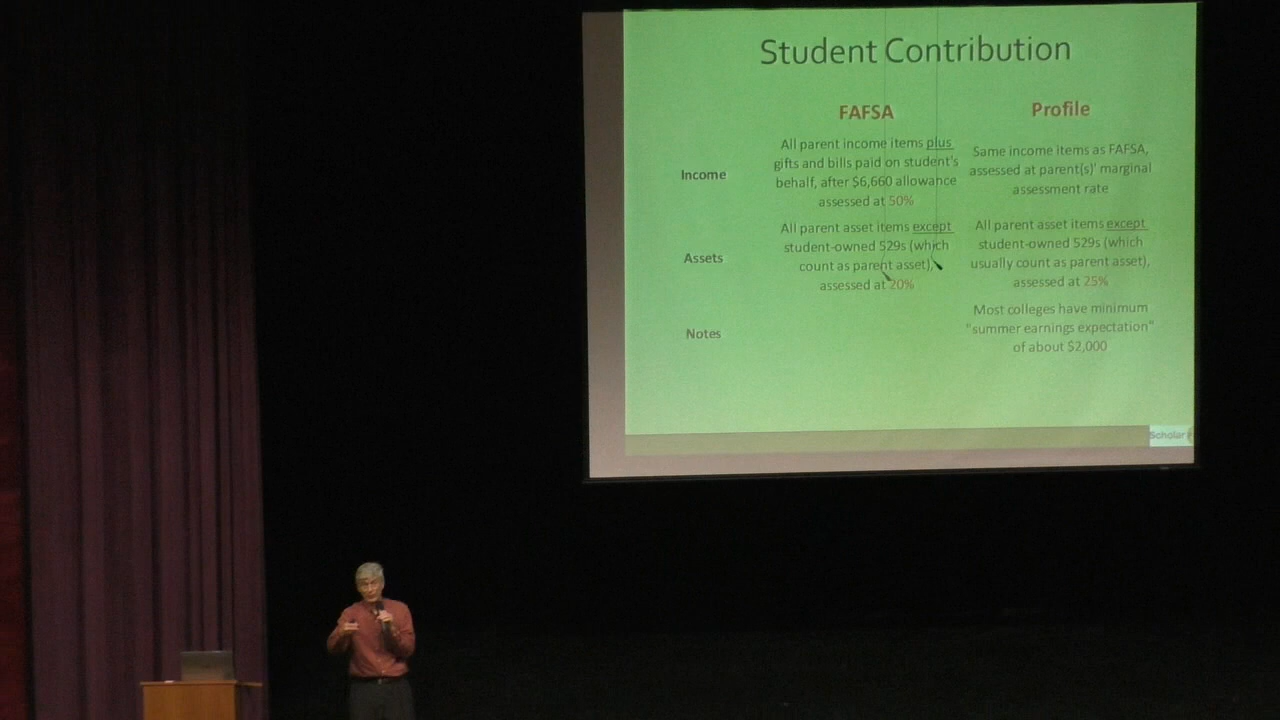 Student Contribution
FAFSA
Profile
Income
All parent income items plus
gifts and bills paid on student's
behalf, after $6,660 allowance
assessed at 50%
Same income items as FAFSA,
assessed at parent(s)' marginal
assessment rate
Assets
All parent asset items except
student-owned 529s (which
count as parent asset),
assessed at 20%
All parent asset items except
student-owned 529s (which
usually count as parent asset),
assessed at 25%
Notes
Most colleges have minimum
"summer earnings expectation"
of about $2,000
Scholar